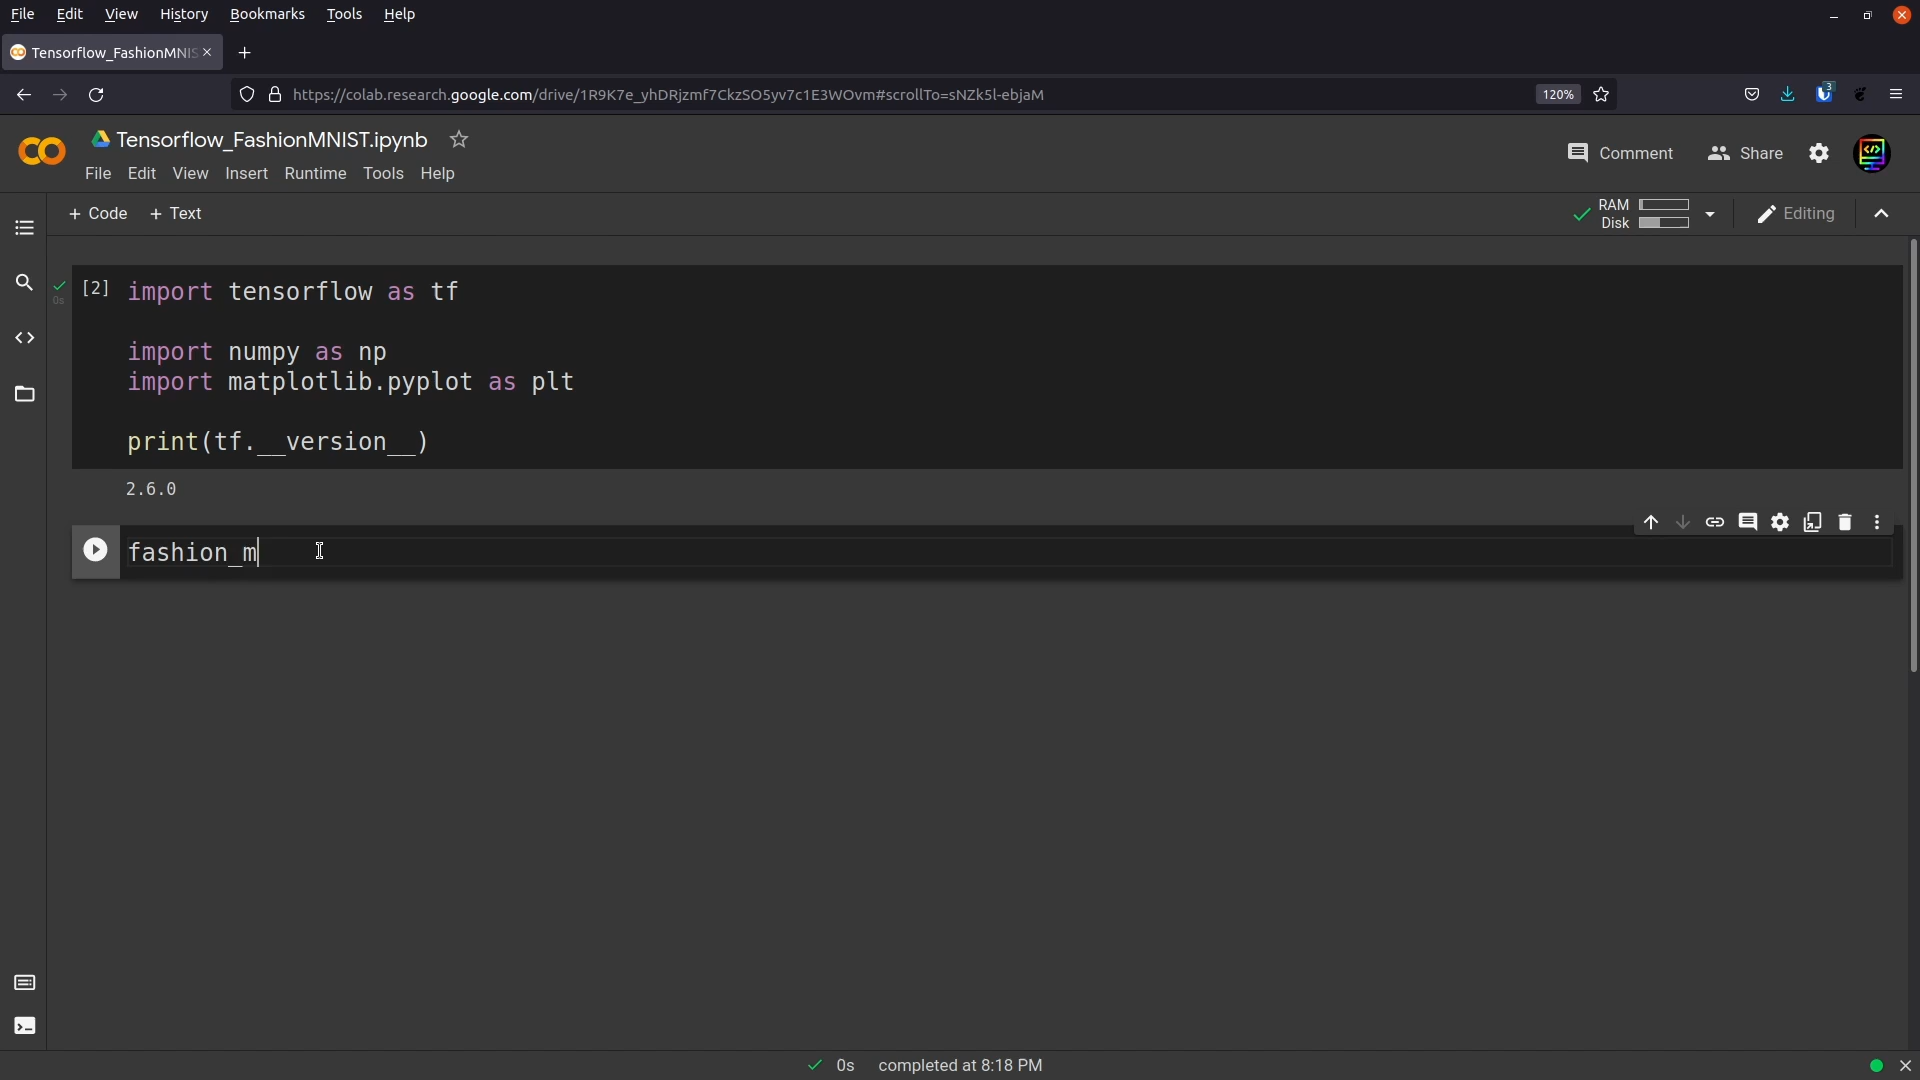 File Edit View History Bookmarks Tools Help
Tensorflow_FashionMNIS
https://colab.research.google.com/drive/1R9K7e_yhDRjzmf7CkzSO5yv7c1E3WOvm#scrollTo=sNZk5l-ebjaM 120% 3
Tensorflow_FashionMNIST.ipynb
File Edit View Insert Runtime Tools Help
Comment Share
+ Code + Text
RAM
Disk
Editing
[2] import tensorflow as tf
0s
import numpy as np
import matplotlib.pyplot as plt
print(tf.__version__)
2.6.0
fashion_m
0s completed at 8:18 PM